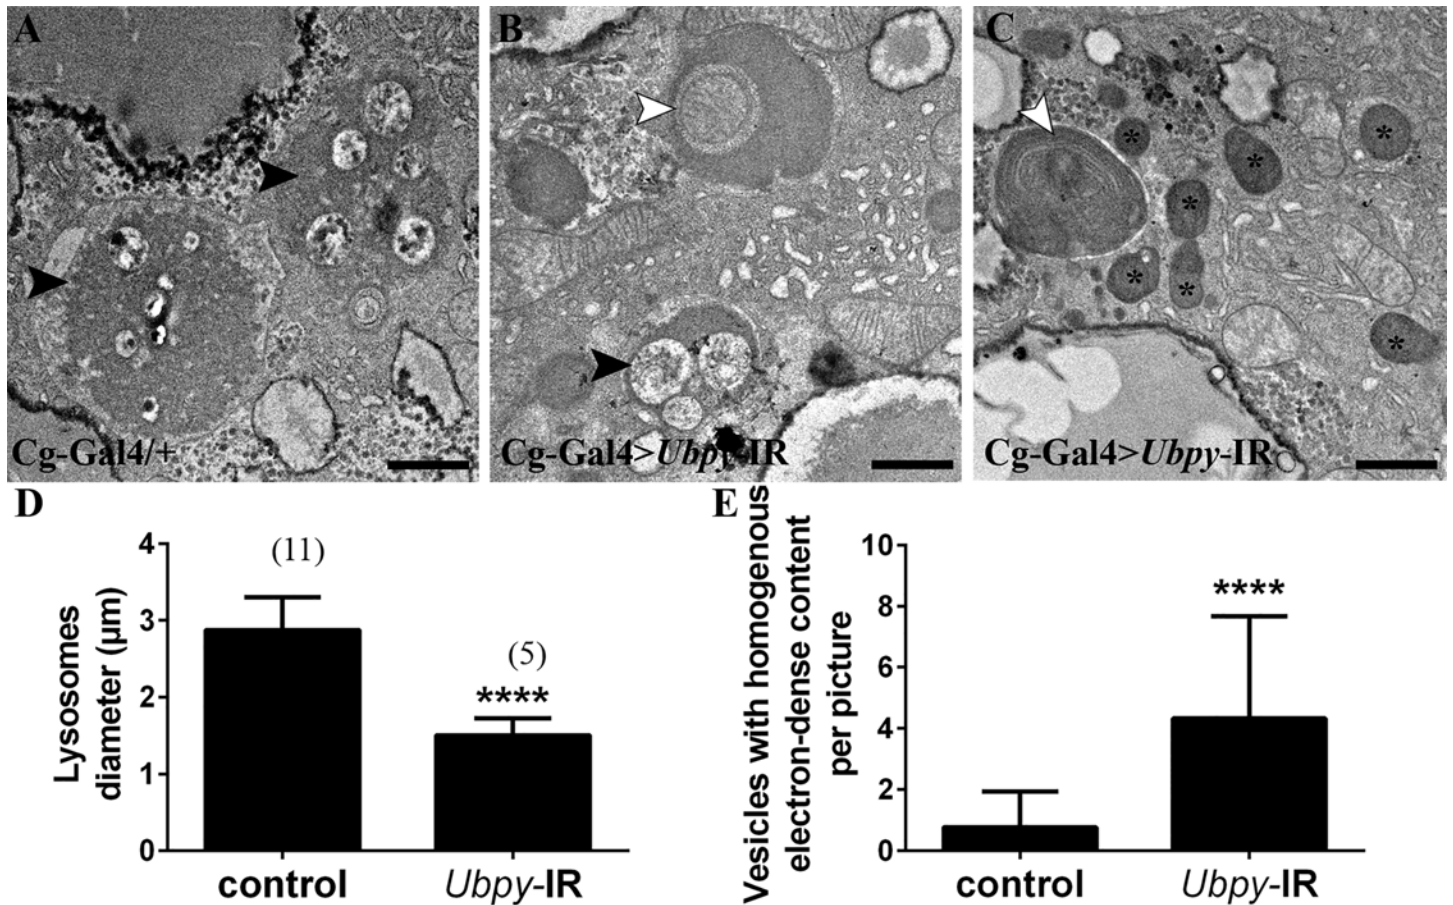 A
B
C
*
*
*
*
*
*
*
Cg-Gal4/+
Cg-Gal4>Ubpy-IR
Cg-Gal4>Ubpy-IR
D
Lysosomes
diameter (µm)
4
3
2
1
0
(11)
(5)
****
control
Ubpy-IR
E
Vesicles with homogenous
electron-dense content
per picture
10
8
6
4
2
0
****
control
Ubpy-IR